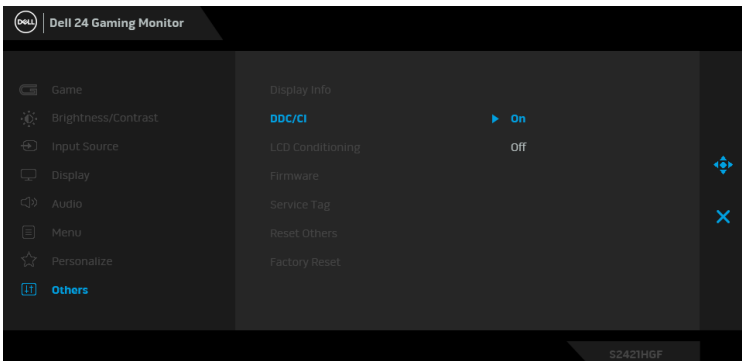 DELL Dell 24 Gaming Monitor
Game
Display Info
Brightness/Contrast
DDC/CI
On
Input Source
LCD Conditioning
Off
Display
Firmware
Audio
Service Tag
Menu
Reset Others
Personalize
Factory Reset
Others
S2421HGF